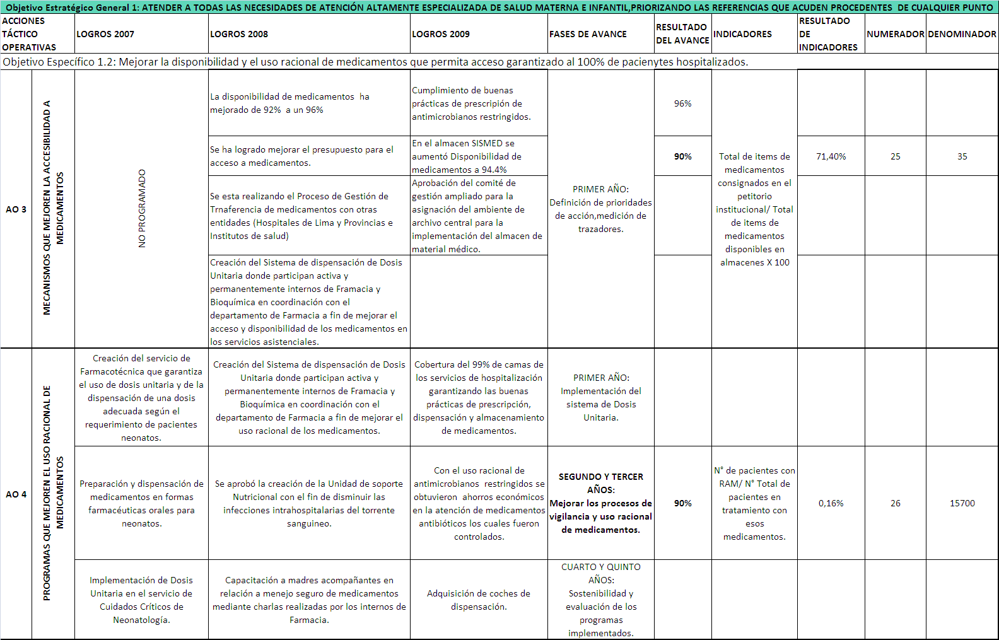 Objetivo Estratégico General 1: ATENDER A TODAS LAS NECESIDADES DE ATENCIÓN ALTAMENTE ESPECIALIZADA DE SALUD MATERNA E INFANTIL,PRIORIZANDO LAS REFERENCIAS QUE ACUDEN PROCEDENTES DE CUALQUIER PUNTO
ACCIONES
TÁCTICO
OPERATIVAS
LOGROS 2007
LOGROS 2008
LOGROS 2009
FASES DE AVANCE
RESULTADO
DEL AVANCE
INDICADORES
RESULTADO
DE
INDICADORES
NUMERADOR
DENOMINADOR
Objetivo Específico 1.2: Mejorar la disponibilidad y el uso racional de medicamentos que permita acceso garantizado al 100% de pacienytes hospitalizados.
AO 3
MECANISMOS QUE MEJOREN LA ACCESIBILIDAD A
MEDICAMENTOS
NO PROGRAMADO
La disponibilidad de medicamentos ha
mejorado de 92% a un 96%
Cumplimiento de buenas
prácticas de prescripión de
antimicrobianos restringidos.
PRIMER AÑO:
Definición de prioridades
de acción,medición de
trazadores.
96%
Total de items de
medicamentos
consignados en el
petitorio
institucional/ Total
de items de
medicamentos
disponibles en
almacenes X 100
Se ha logrado mejorar el presupuesto para el
acceso a medicamentos.
En el almacen SISMED se
aumentó Disponibilidad de
medicamentos a 94.4%
90%
71,40%
25
35
Se esta realizando el Proceso de Gestión de
Trnaferencia de medicamentos con otras
entidades (Hospitales de Lima y Provincias e
Institutos de salud)
Aprobación del comité de
gestión ampliado para la
asignación del ambiente de
archivo central para la
implementación del almacen de
material médico.
Creación del Sistema de dispensación de Dosis
Unitaria donde participan activa y
permanentemente internos de Framacia y
Bioquímica en coordinación con el
departamento de Farmacia a fin de mejorar el
acceso y disponibilidad de los medicamentos en
los servicios asistenciales.
AO 4
PROGRAMAS QUE MEJOREN EL USO RACIONAL DE
MEDICAMENTOS
Creación del servicio de
Farmacotécnica que garantiza
el uso de dosis unitaria y de la
dispensación de una dosis
adecuada según el
requerimiento de pacientes
neonatos.
Creación del Sistema de dispensación de Dosis
Unitaria donde participan activa y
permanentemente internos de Framacia y
Bioquímica en coordinación con el
departamento de Farmacia a fin de mejorar el
uso racional de los medicamentos.
Cobertura del 99% de camas de
los servicios de hospitalización
garantizando las buenas
prácticas de prescripción,
dispensación y almacenamiento
de medicamentos.
PRIMER AÑO:
Implementación del
sistema de Dosis
Unitaria.
Preparación y dispensación de
medicamentos en formas
farmacéuticas orales para
neonatos.
Se aprobó la creación de la Unidad de soporte
Nutricional con el fin de disminuir las
infecciones intrahospitalarias del torrente
sanguineo.
Con el uso racional de
antimicrobianos restringidos se
obtuvieron ahorros económicos
en la atención de medicamentos
antibióticos los cuales fueron
controlados.
SEGUNDO Y TERCER
AÑOS:
Mejorar los procesos de
vigilancia y uso racional
de medicamentos.
90%
N° de pacientes con
RAM/ N° Total de
pacientes en
tratamiento con
esos
medicamentos.
0,16%
26
15700
Implementación de Dosis
Unitaria en el servicio de
Cuidados Críticos de
Neonatología.
Capacitación a madres acompañantes en
relación a menejo seguro de medicamentos
mediante charlas realizadas por los internos de
Farmacia.
Adquisición de coches de
dispensación.
CUARTO Y QUINTO
AÑOS:
Sostenibilidad y
evaluación de los
programas
implementados.